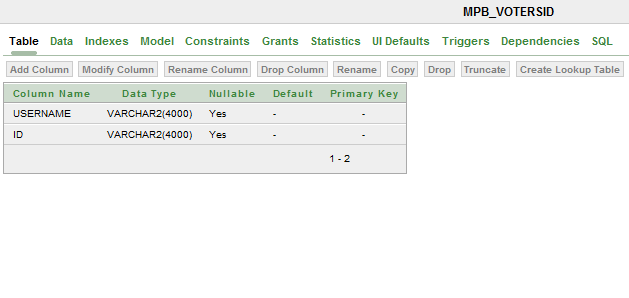 MPB_VOTERSID
Table Data Indexes Model Constraints Grants Statistics UI Defaults Triggers Dependencies SQL
Add Column Modify Column Rename Column Drop Column Rename Copy Drop Truncate Create Lookup Table
Column Name Data Type Nullable Default Primary Key
USERNAME VARCHAR2(4000) Yes - -
ID VARCHAR2(4000) Yes - -
1 - 2